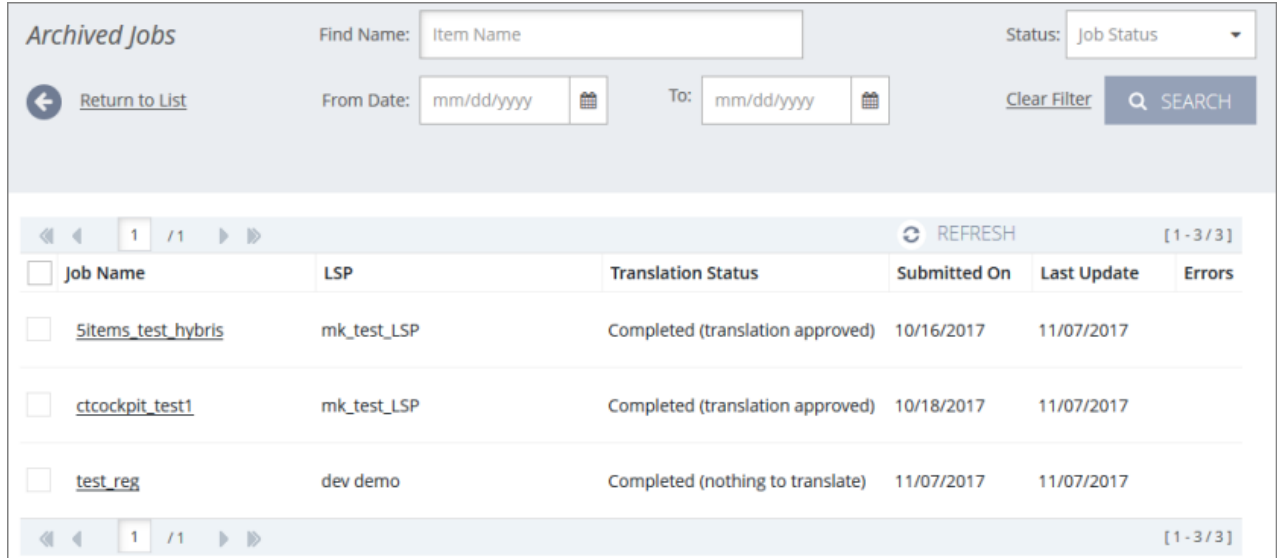 Archived Jobs Find Name: Item Name Status: Job Status
Return to List From Date: mm/dd/yyyy To: mm/dd/yyyy Clear Filter SEARCH
1 / 1 REFRESH [ 1 - 3 / 3 ]
Job Name LSP Translation Status Submitted On Last Update Errors
5items_test_hybris mk_test_LSP Completed (translation approved) 10/16/2017 11/07/2017
ctcockpit_test1 mk_test_LSP Completed (translation approved) 10/18/2017 11/07/2017
test_reg dev demo Completed (nothing to translate) 11/07/2017 11/07/2017
1 / 1 [ 1 - 3 / 3 ]